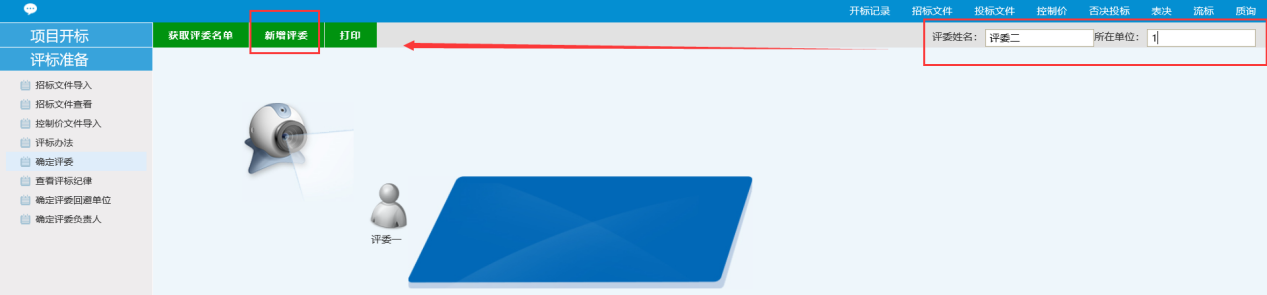 开标记录 招标文件 投标文件 控制价 否决投标 表决 流标 质询
项目开标
获取评委名单 新增评委 打印
评委姓名： 评委二 所在单位： 1
评标准备
招标文件导入
招标文件查看
控制价文件导入
评标办法
确定评委
查看评标纪律
确定评委回避单位
确定评委负责人
评委一